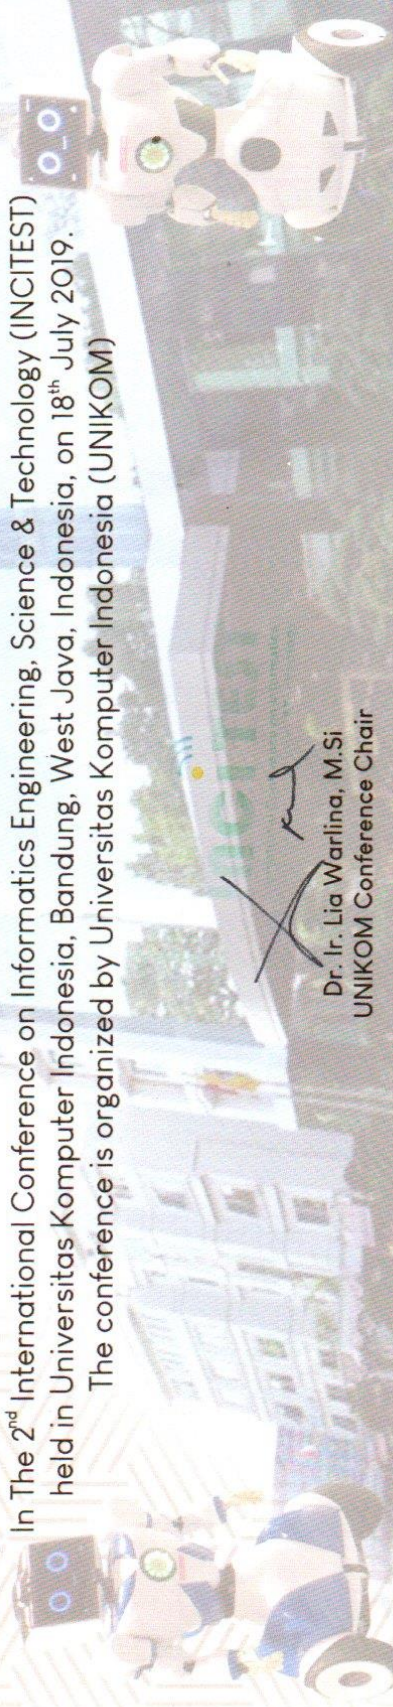 In The 2nd International Conference on Informatics Engineering, Science & Technology (INCITEST)
held in Universitas Komputer Indonesia, Bandung, West Java, Indonesia, on 18th July 2019.
The conference is organized by Universitas Komputer Indonesia (UNIKOM)
INCITEST
Dr. Ir. Lia Warlina, M.Si
UNIKOM Conference Chair